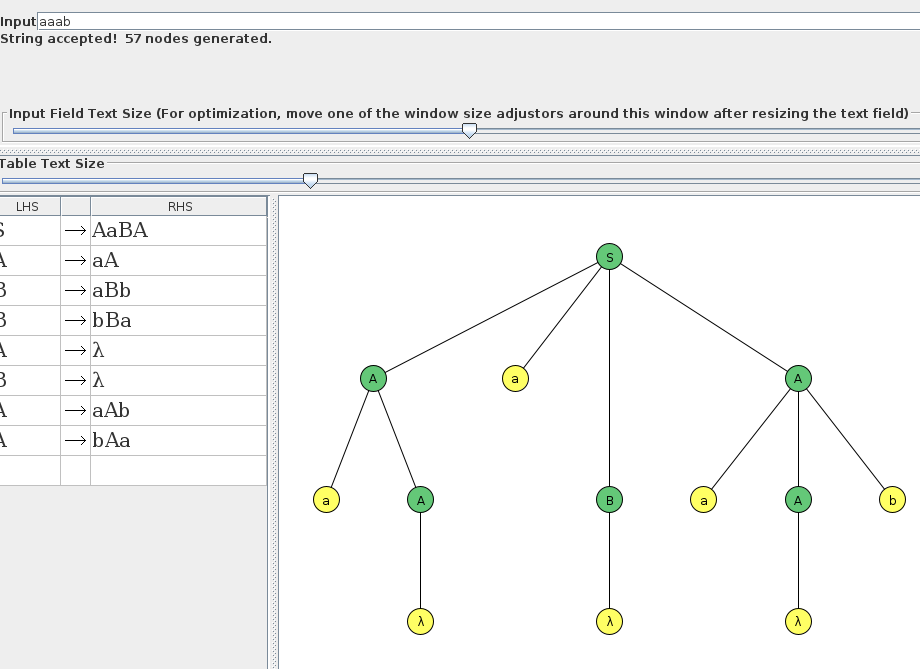 Input aaab
String accepted! 57 nodes generated.
Input Field Text Size (For optimization, move one of the window size adjustors around this window after resizing the text field)
Table Text Size
LHS RHS
S → AaBA
A → aA
B → aBb
B → bBa
A → λ
B → λ
A → aAb
A → bAa
S
A a A
a A B a A b
λ λ λ